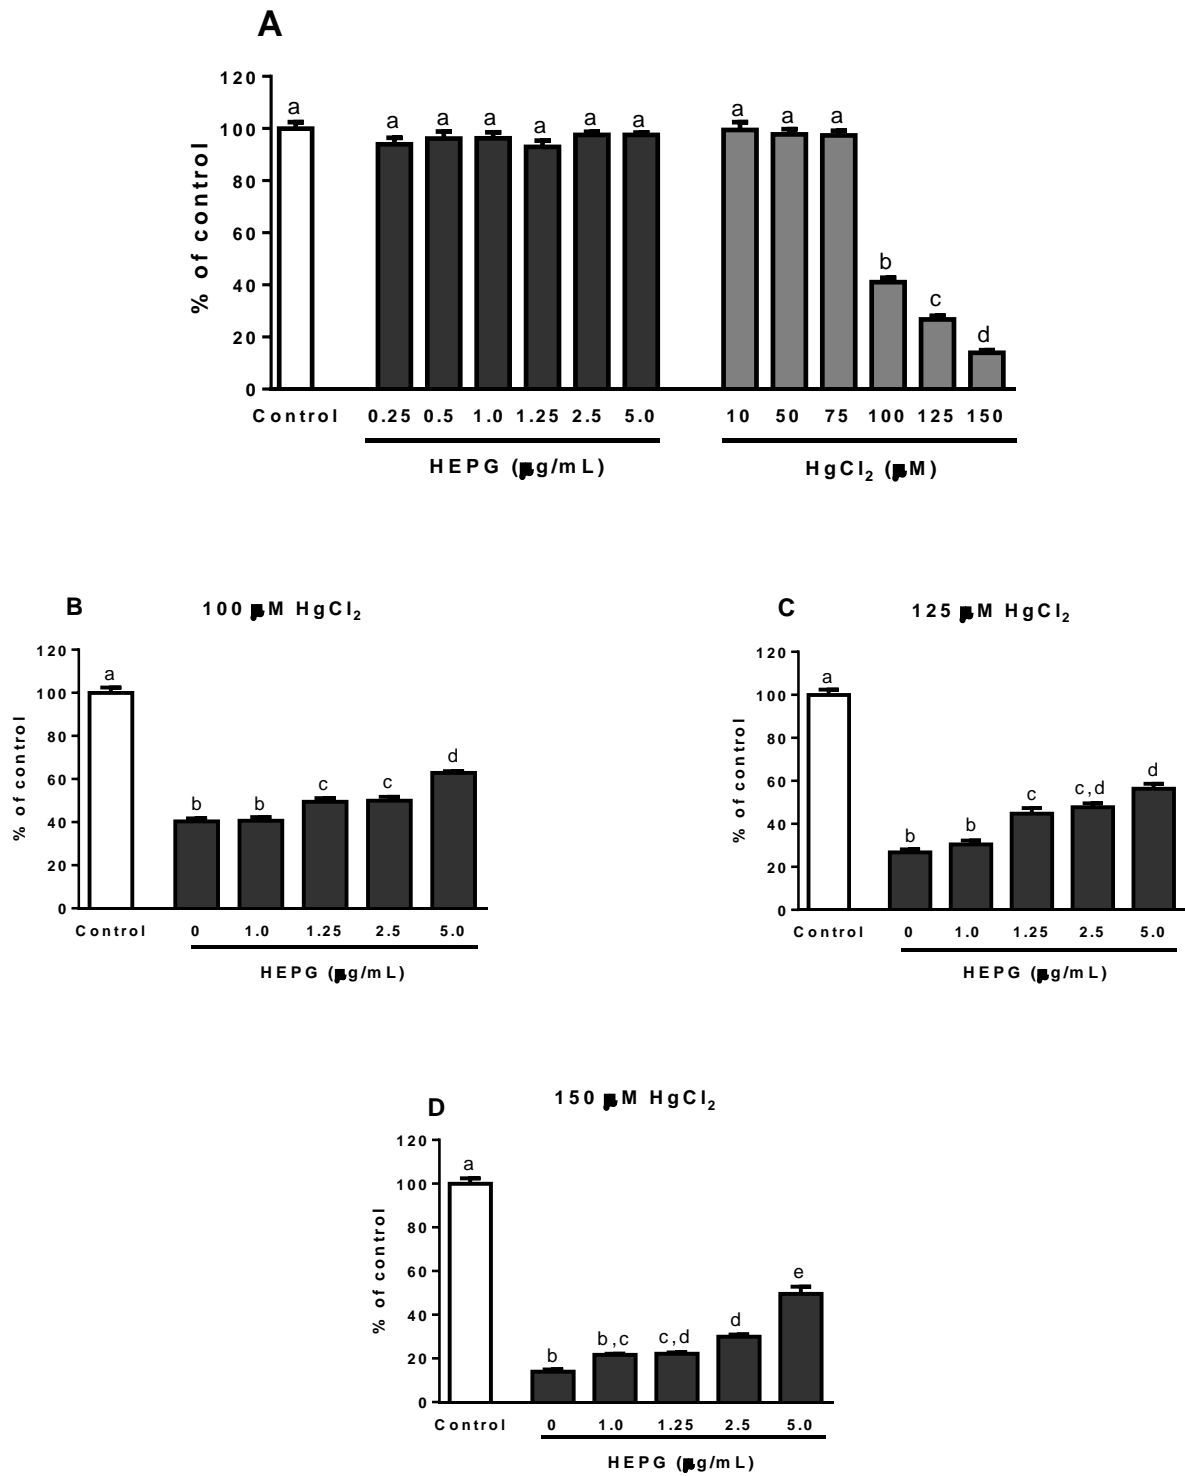 A
120
100
80
60
40
20
0
% of control
a a a a a a a a a a b c d
Control 0.25 0.5 1.0 1.25 2.5 5.0 10 50 75 100 125 150
HEPG (μg/mL) HgCl₂ (μM)
B 100 μM HgCl₂
120
100
80
60
40
20
0
% of control
a b b c c d
Control 0 1.0 1.25 2.5 5.0
HEPG (μg/mL)
C 125 μM HgCl₂
120
100
80
60
40
20
0
% of control
a b b c c,d d
Control 0 1.0 1.25 2.5 5.0
HEPG (μg/mL)
D 150 μM HgCl₂
120
100
80
60
40
20
0
% of control
a b b,c c,d d e
Control 0 1.0 1.25 2.5 5.0
HEPG (μg/mL)